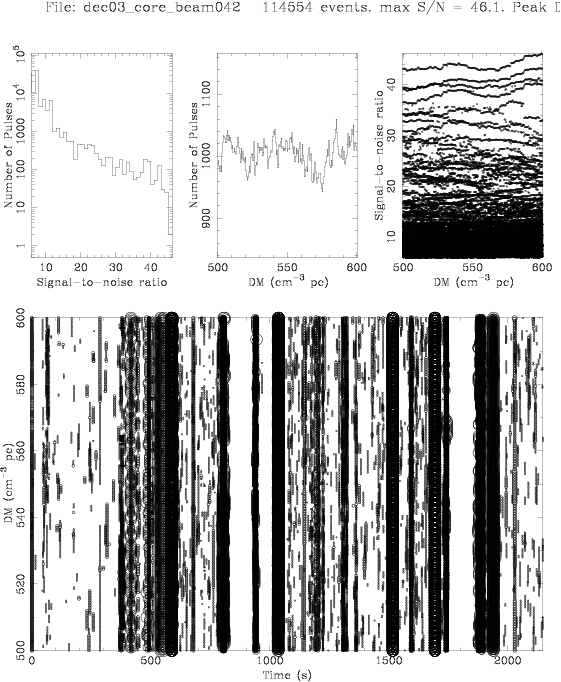 File: dec03_core_beam042 114554 events. max S/N = 46.1. Peak D
Number of Pulses
1 10 100 1000 10^4 10^5
10 20 30 40
Signal-to-noise ratio
Number of Pulses
900 1000 1100
500 550 600
DM (cm^-3 pc)
Signal-to-noise ratio
10 20 30 40
500 550 600
DM (cm^-3 pc)
DM (cm^-3 pc)
500 520 540 560 580 600
0 500 1000 1500 2000
Time (s)